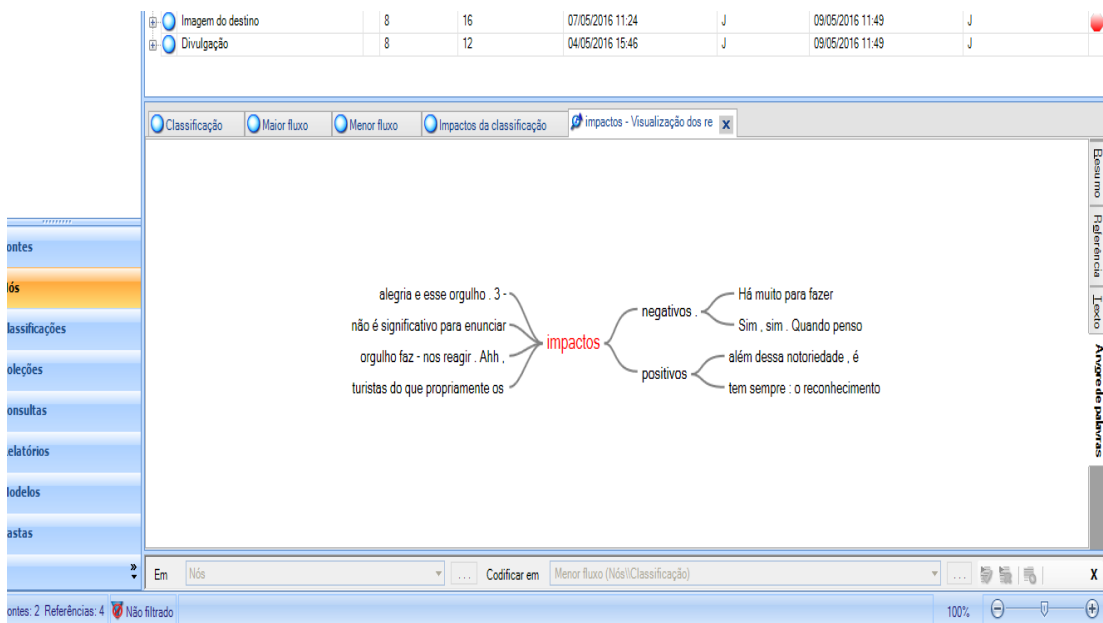 Imagem do destino 8 16 07/05/2016 11:24 J 09/05/2016 11:49 J
Divulgação 8 12 04/05/2016 15:46 J 09/05/2016 11:49 J
Classificação Maior fluxo Menor fluxo Impactos da classificação impactos - Visualização dos re x
Resumo
Referência
Texto
Árvore de palavras
ontes
ós
lassificações
oleções
onsultas
elatórios
odelos
astas
»
alegria e esse orgulho . 3 -
não é significativo para enunciar
orgulho faz - nos reagir . Ahh ,
turistas do que propriamente os
impactos
negativos .
Há muito para fazer
Sim , sim . Quando penso
positivos
além dessa notoriedade , é
tem sempre : o reconhecimento
Em Nós ... Codificar em Menor fluxo (Nós\\Classificação) ... X
ontes: 2 Referências: 4 Não filtrado 100%